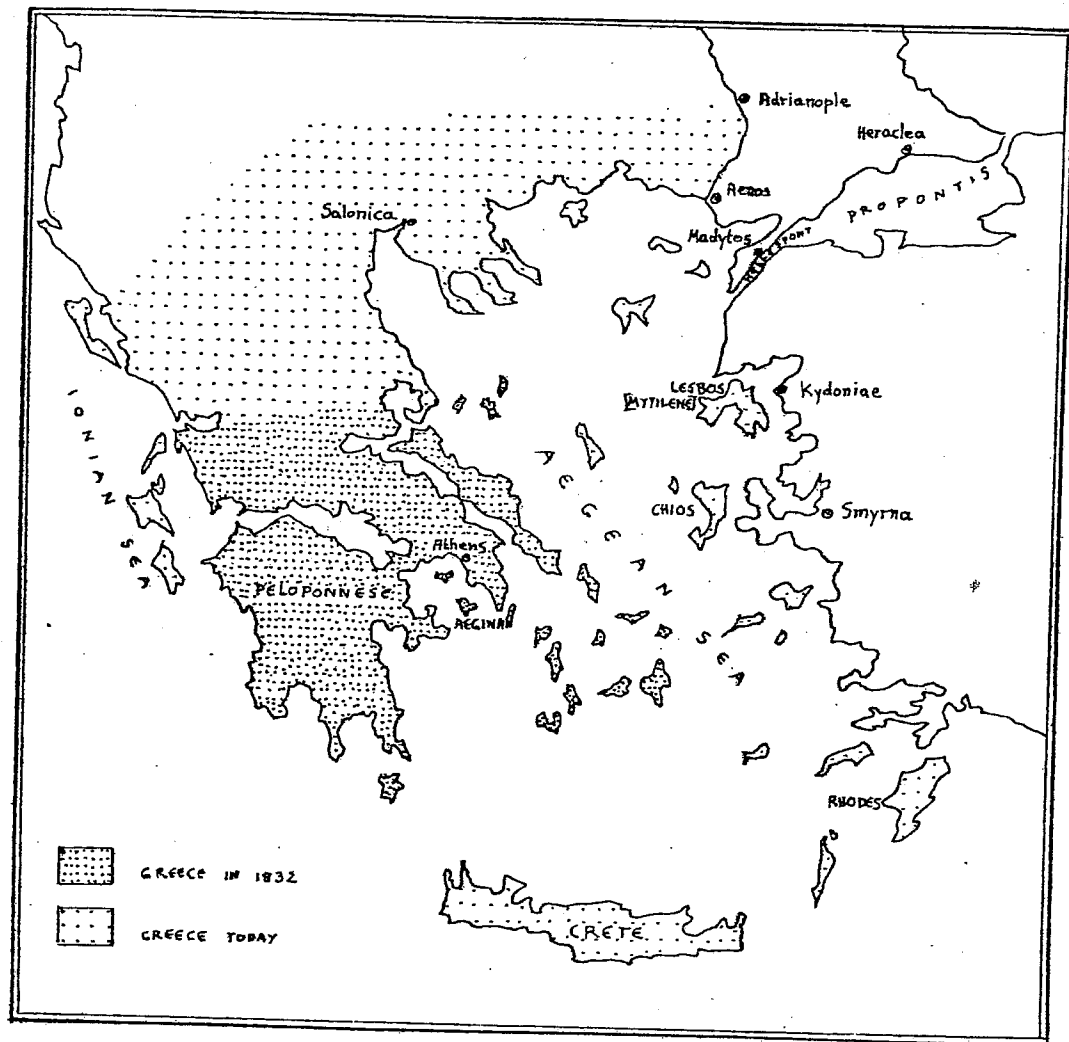 Adrianople
Heraclea
Aenos
PROPONTIS
Salonica
Madytos
HELLESPONT
LESBOS
[MYTILENE]
Kydoniae
IONIAN SEA
AEGEAN SEA
CHIOS
Smyrna
Athens
PELOPONNESE
AEGINA
RHODES
GREECE IN 1832
GREECE TODAY
CRETE